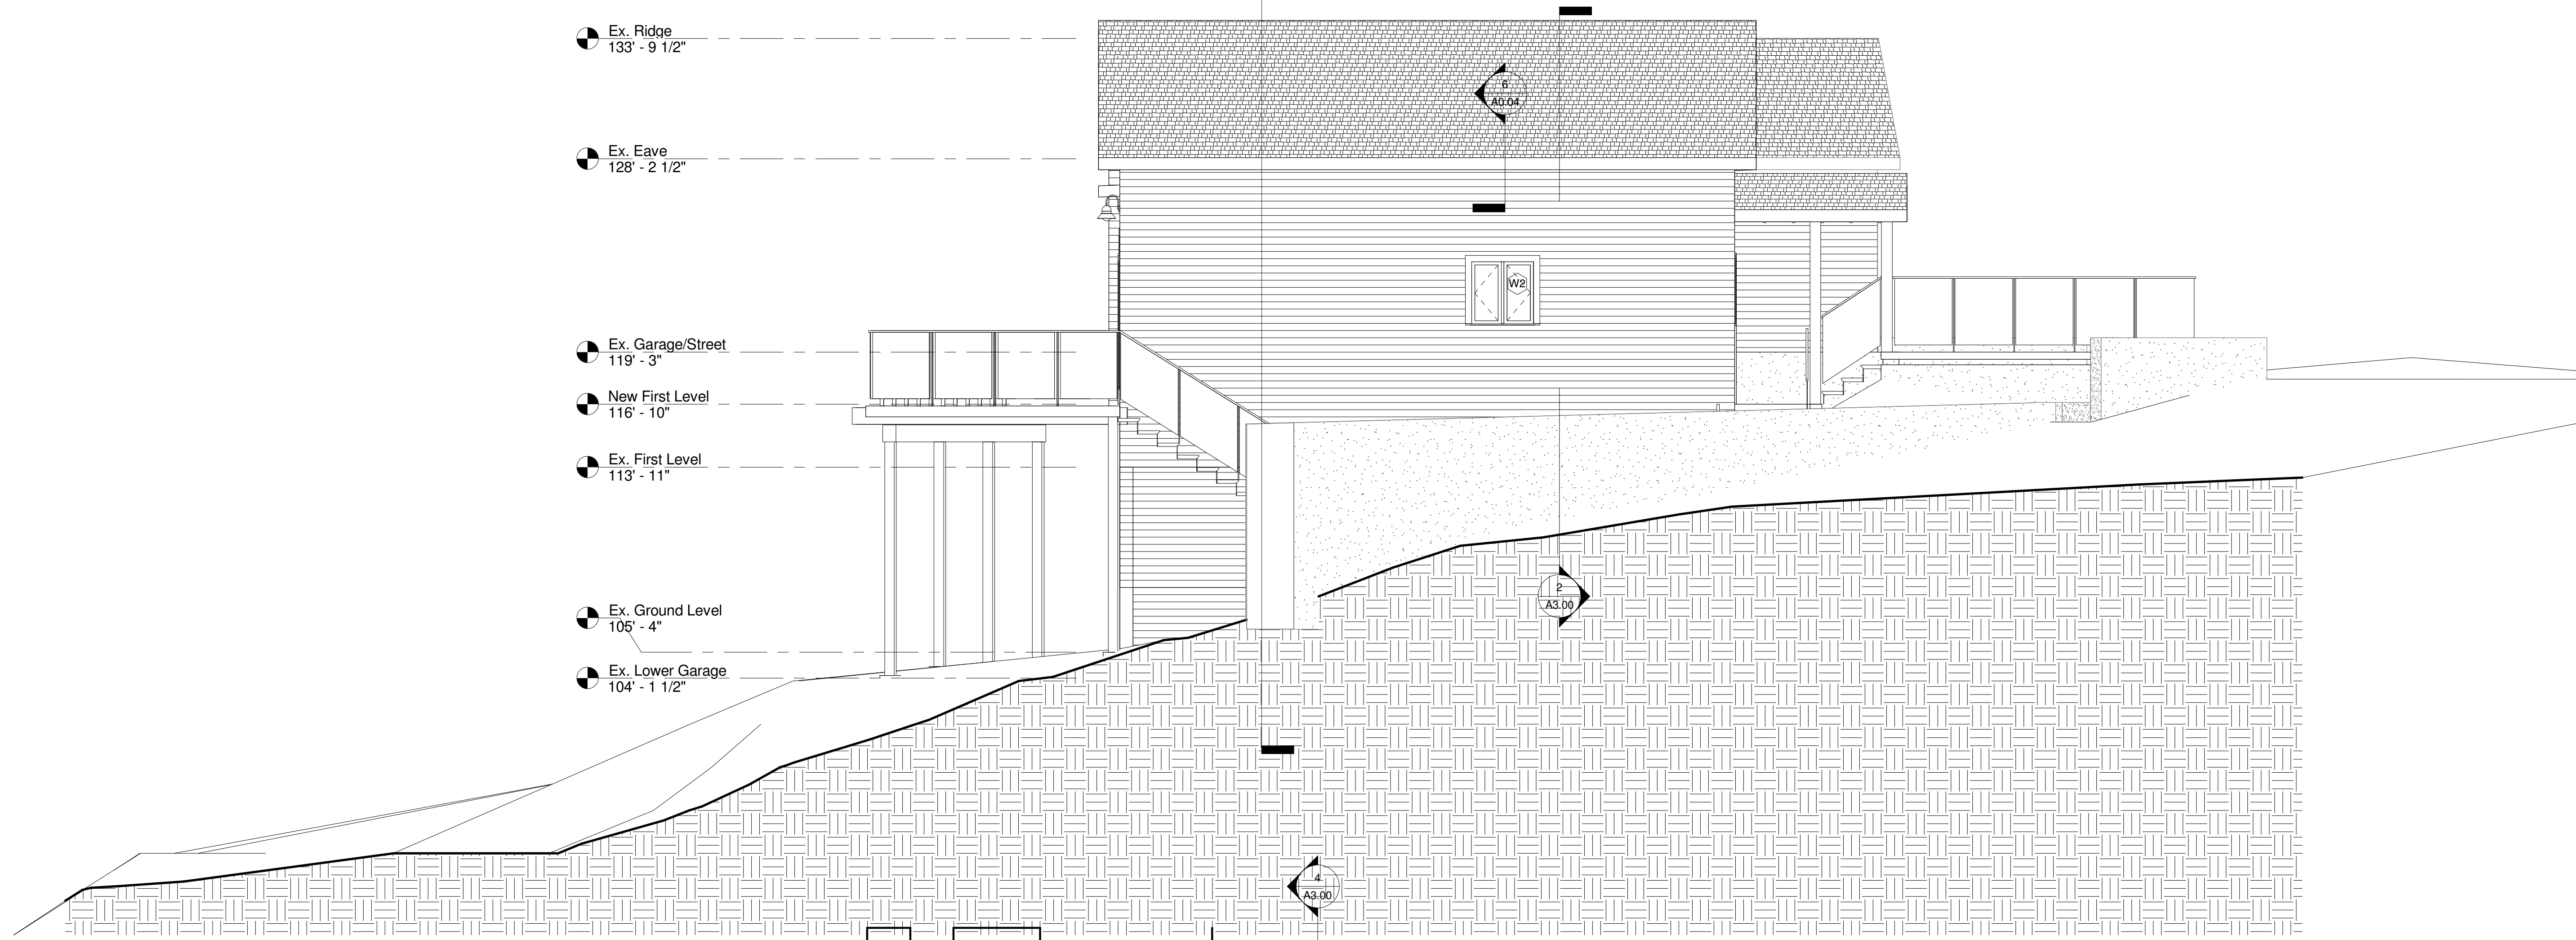 Ex. Ridge
133' - 9 1/2"
6
A0.04
Ex. Eave
128' - 2 1/2"
W2
Ex. Garage/Street
119' - 3"
New First Level
116' - 10"
Ex. First Level
113' - 11"
2
A3.00
Ex. Ground Level
105' - 4"
Ex. Lower Garage
104' - 1 1/2"
4
A3.00